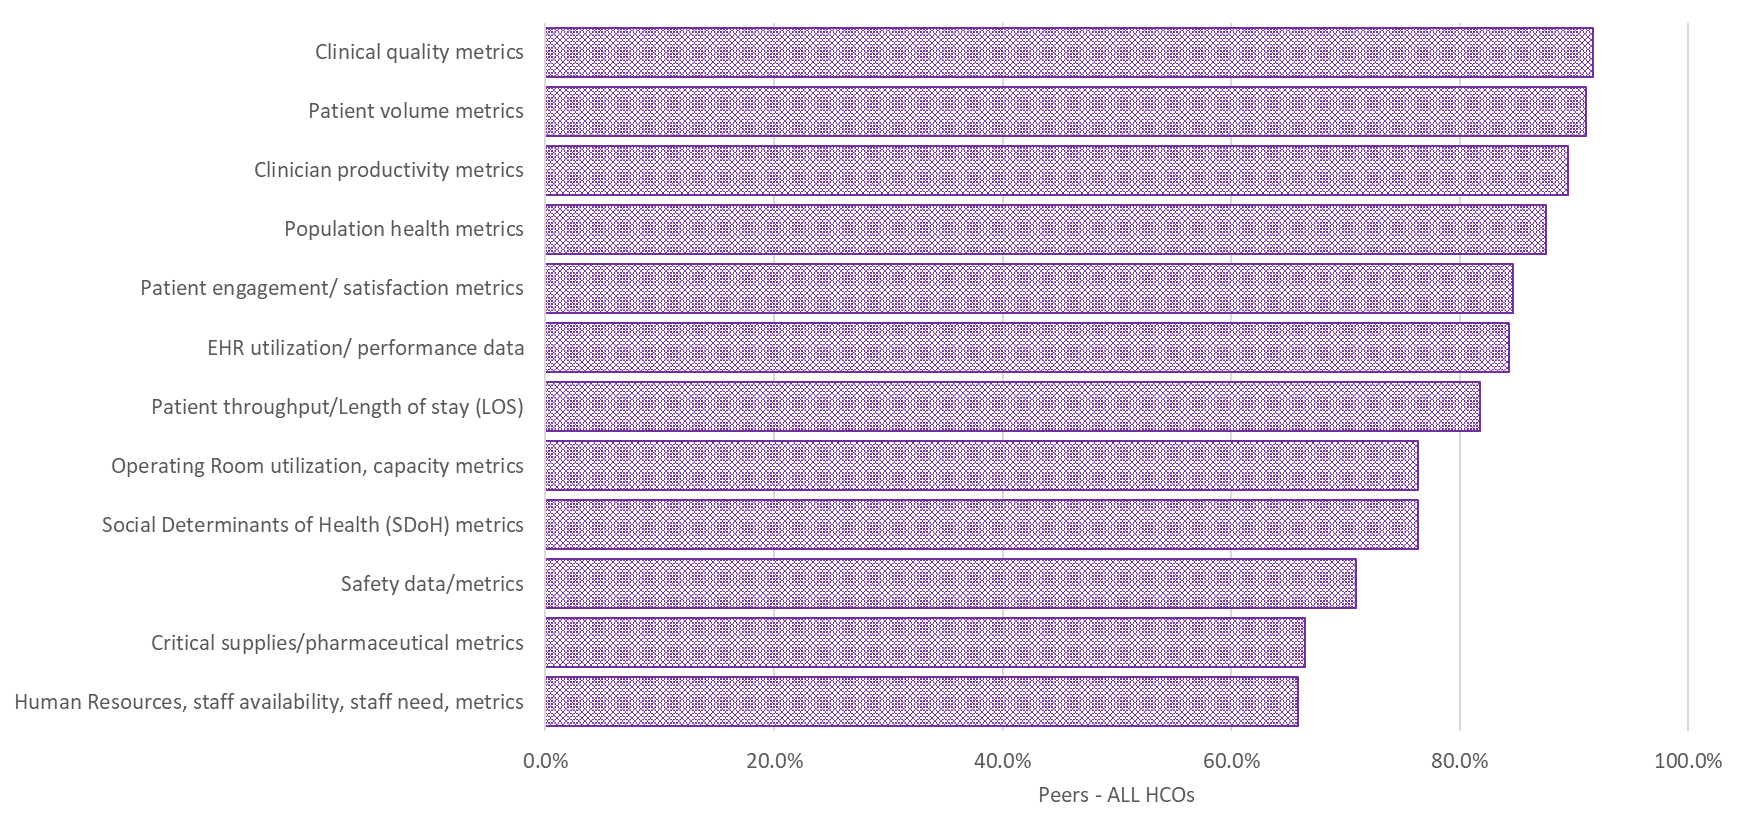 Clinical quality metrics
Patient volume metrics
Clinician productivity metrics
Population health metrics
Patient engagement/ satisfaction metrics
EHR utilization/ performance data
Patient throughput/Length of stay (LOS)
Operating Room utilization, capacity metrics
Social Determinants of Health (SDoH) metrics
Safety data/metrics
Critical supplies/pharmaceutical metrics
Human Resources, staff availability, staff need, metrics
0.0% 20.0% 40.0% 60.0% 80.0% 100.0%
Peers - ALL HCOs